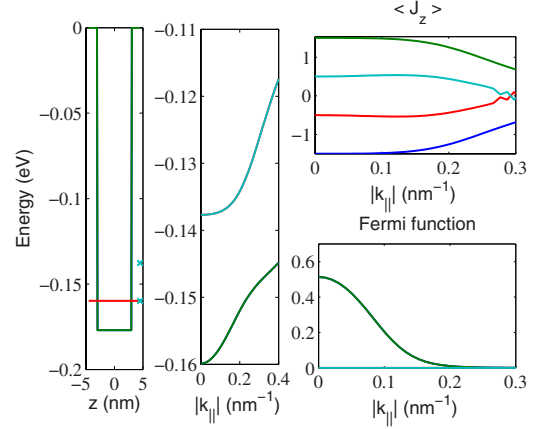 < J_z >
0
−0.05
−0.1
−0.15
−0.2
Energy (eV)
−5 0 5
z (nm)
−0.11
−0.12
−0.13
−0.14
−0.15
−0.16
0 0.2 0.4
|k_||| (nm^−1)
1
0
−1
0 0.1 0.2 0.3
|k_||| (nm^−1)
Fermi function
0.6
0.4
0.2
0
0 0.1 0.2 0.3
|k_||| (nm^−1)